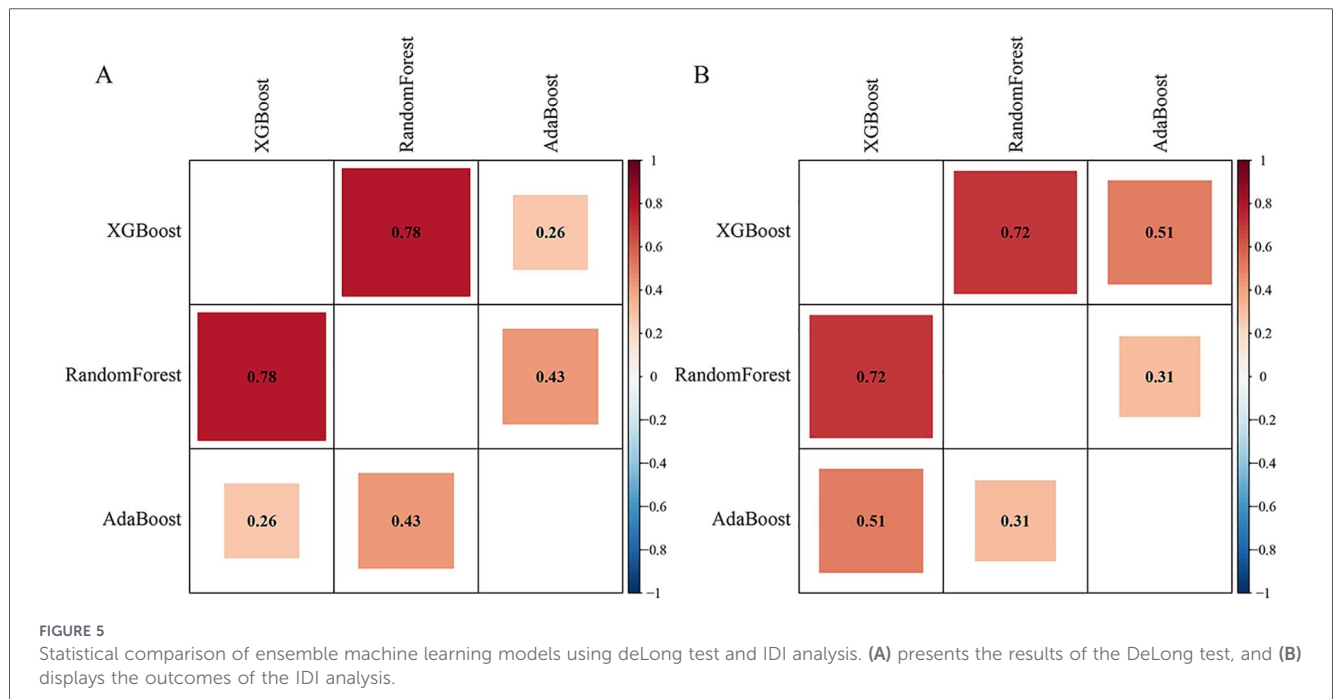 A
XGBoost
RandomForest
AdaBoost
XGBoost
0.78
0.26
RandomForest
0.78
0.43
AdaBoost
0.26
0.43
1
0.8
0.6
0.4
0.2
0
−0.2
−0.4
−0.6
−0.8
−1
B
XGBoost
RandomForest
AdaBoost
XGBoost
0.72
0.51
RandomForest
0.72
0.31
AdaBoost
0.51
0.31
1
0.8
0.6
0.4
0.2
0
−0.2
−0.4
−0.6
−0.8
−1
FIGURE 5
Statistical comparison of ensemble machine learning models using deLong test and IDI analysis. (A) presents the results of the DeLong test, and (B)
displays the outcomes of the IDI analysis.